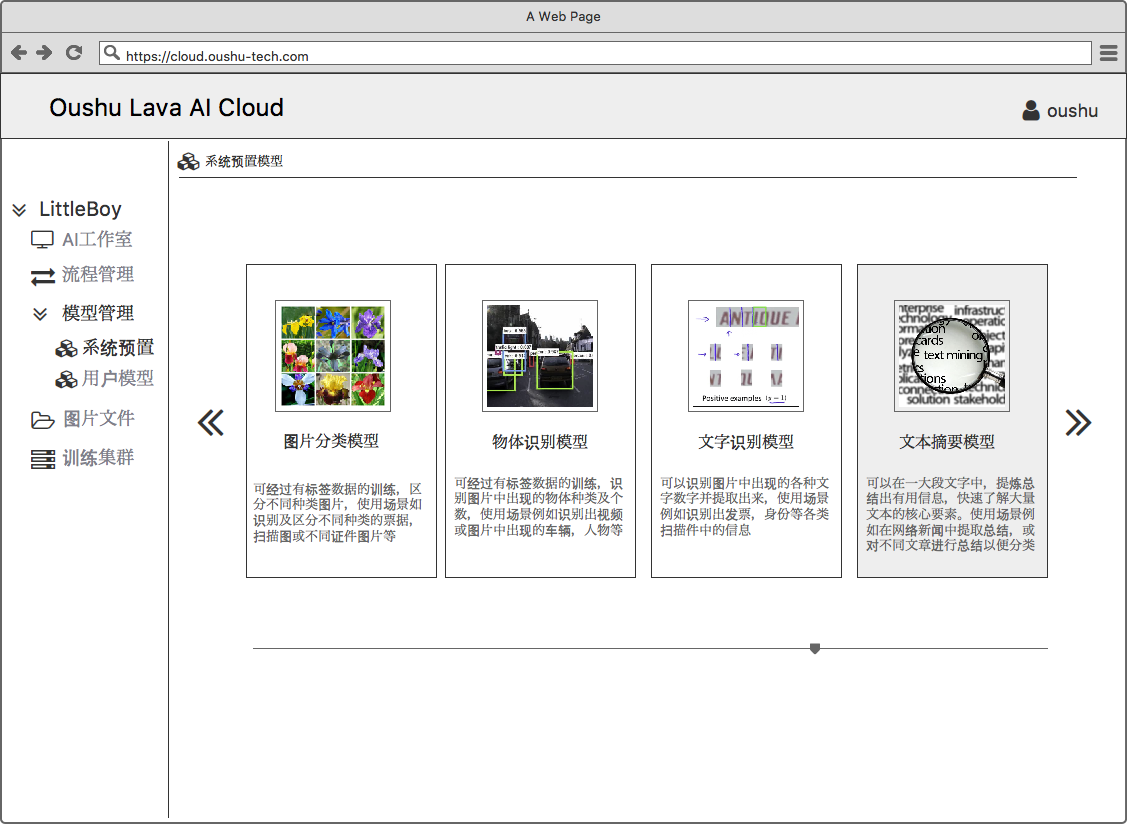 A Web Page
https://cloud.oushu-tech.com
Oushu Lava AI Cloud
oushu
系统预置模型
LittleBoy
AI工作室
流程管理
模型管理
系统预置
用户模型
图片文件
训练集群
图片分类模型
可经过有标签数据的训练，区
分不同种类图片，使用场景如
识别及区分不同种类的票据，
扫描图或不同证件图片等
物体识别模型
可经过有标签数据的训练，识
别图片中出现的物体种类及个
数，使用场景例如识别出视频
或图片中出现的车辆，人物等
ANTIQUE
Positive examples (y = 1)
文字识别模型
可以识别图片中出现的各种文
字数字并提取出来，使用场景
例如识别出发票，身份等各类
扫描件中的信息
text mining
solution stakehold
文本摘要模型
可以在一大段文字中，提炼总
结出有用信息，快速了解大量
文本的核心要素。使用场景例
如在网络新闻中提取总结，或
对不同文章进行总结以便分类